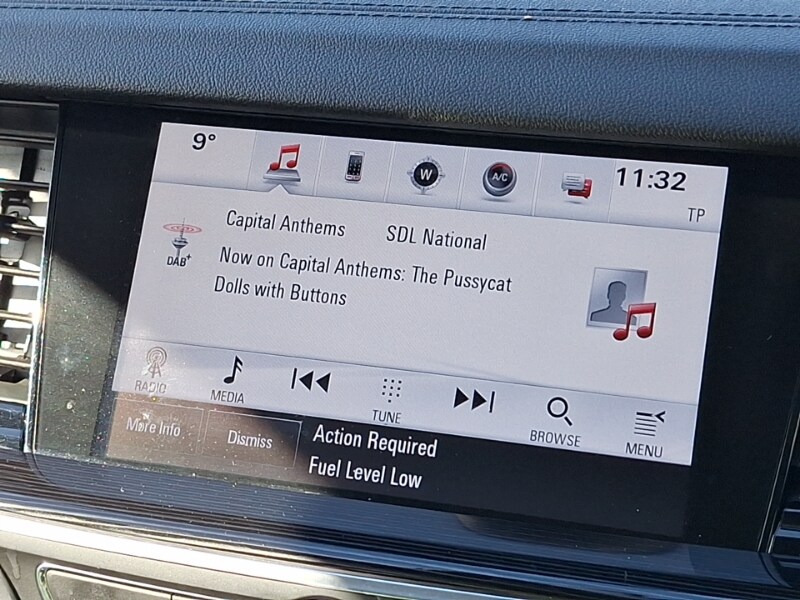 9°
W
A/C
11:32
TP
Capital Anthems
SDL National
DAB+
Now on Capital Anthems: The Pussycat
Dolls with Buttons
RADIO
MEDIA
TUNE
BROWSE
MENU
More Info
Dismiss
Action Required
Fuel Level Low